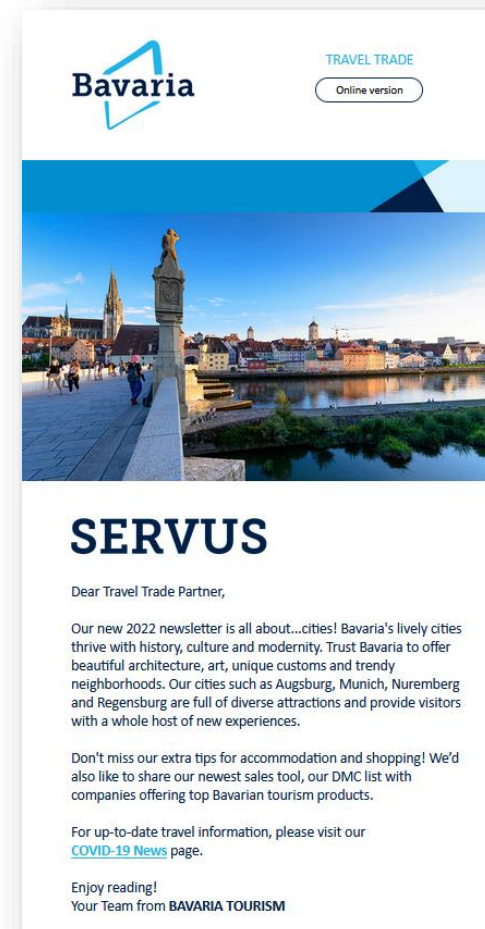 Bavaria
TRAVEL TRADE
Online version
SERVUS
Dear Travel Trade Partner,
Our new 2022 newsletter is all about...cities! Bavaria's lively cities
thrive with history, culture and modernity. Trust Bavaria to offer
beautiful architecture, art, unique customs and trendy
neighborhoods. Our cities such as Augsburg, Munich, Nuremberg
and Regensburg are full of diverse attractions and provide visitors
with a whole host of new experiences.
Don't miss our extra tips for accommodation and shopping! We'd
also like to share our newest sales tool, our DMC list with
companies offering top Bavarian tourism products.
For up-to-date travel information, please visit our
COVID-19 News page.
Enjoy reading!
Your Team from BAVARIA TOURISM